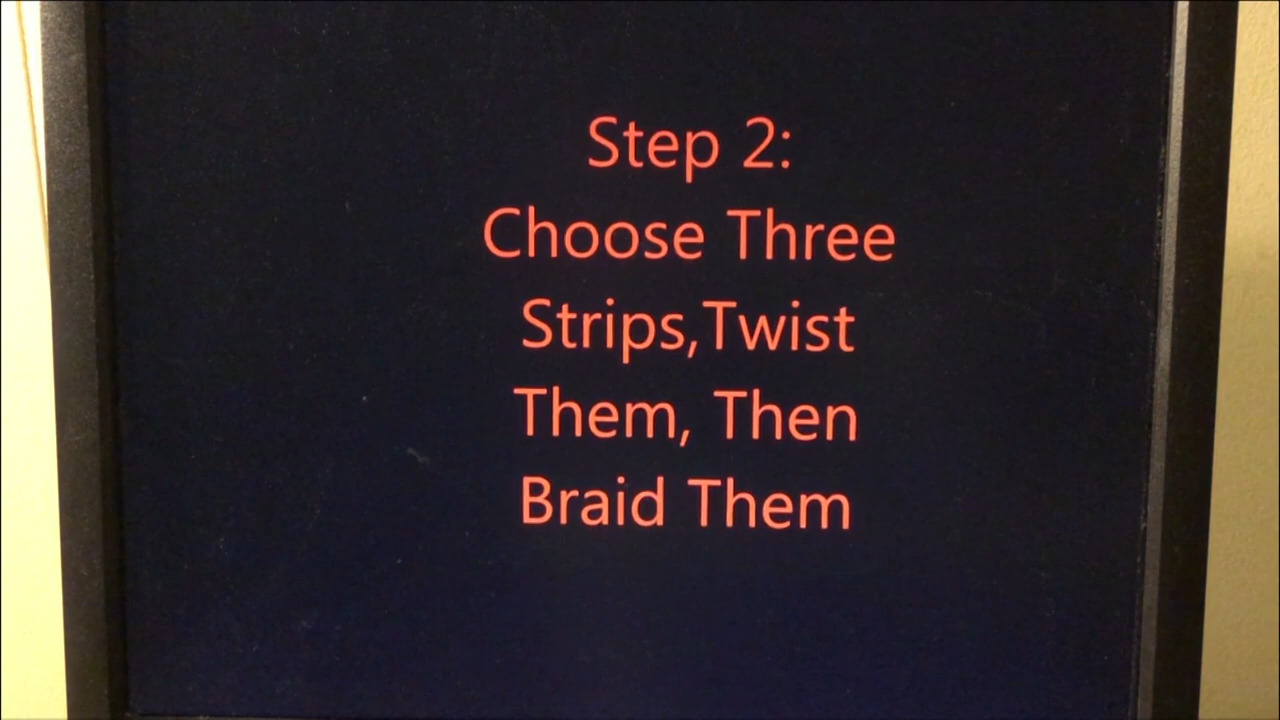 Step 2:
Choose Three
Strips,Twist
Them, Then
Braid Them